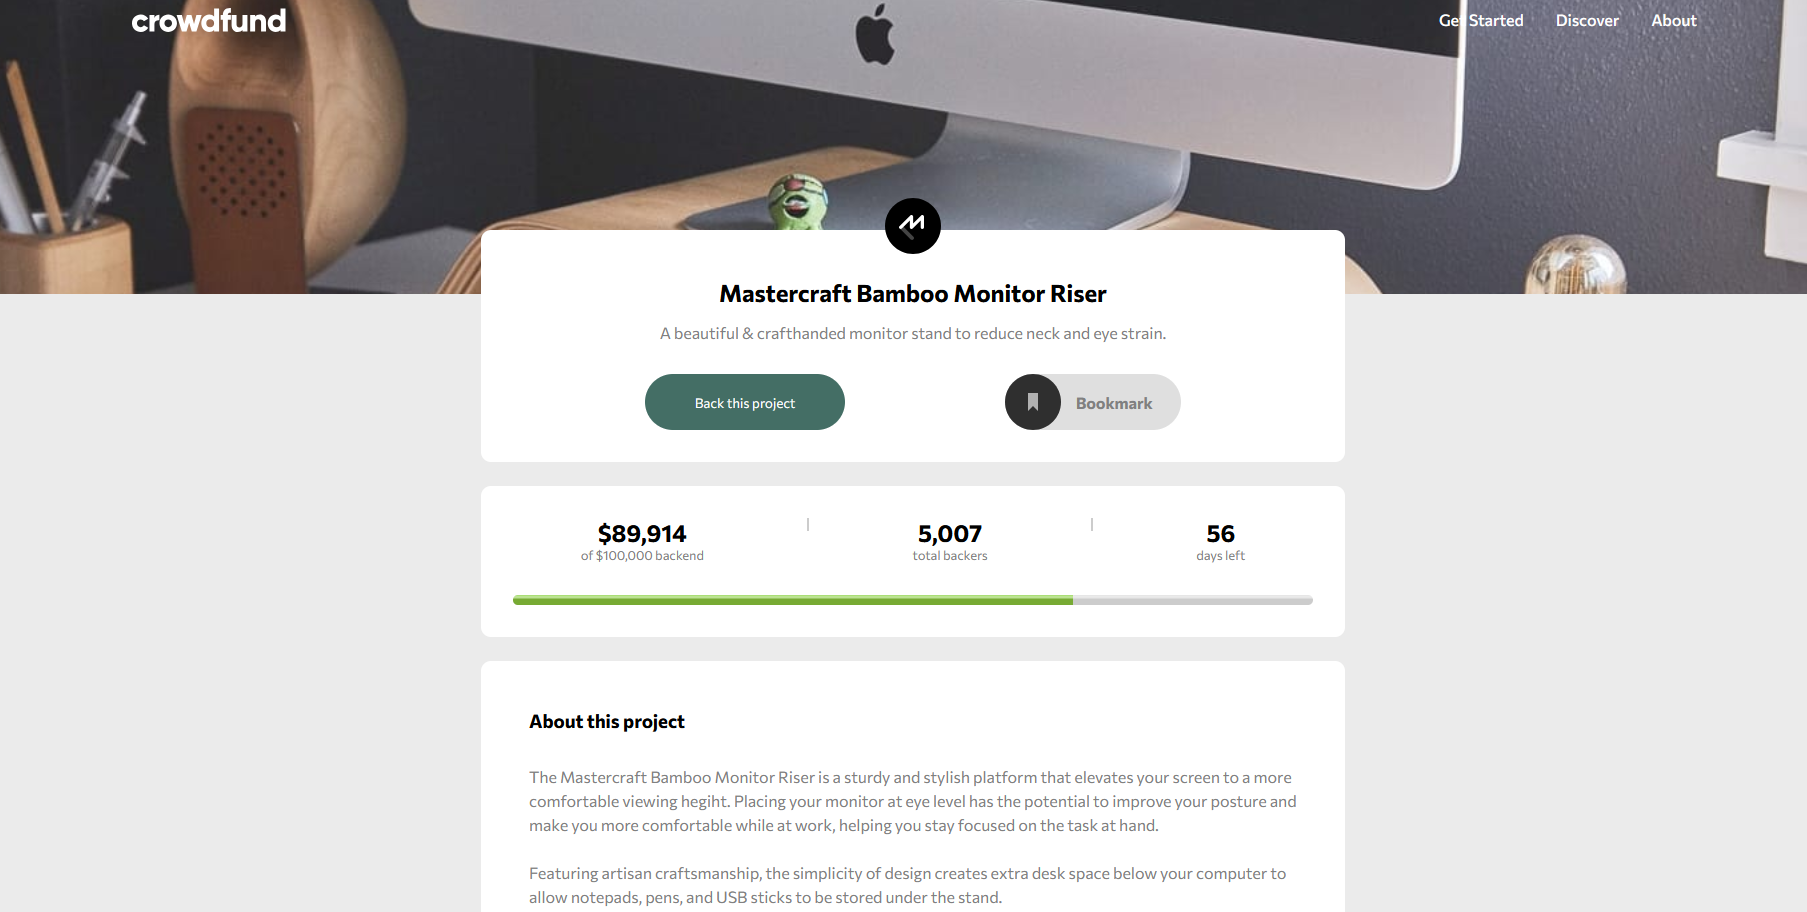 crowdfund
Get Started Discover About
Mastercraft Bamboo Monitor Riser
A beautiful & crafthanded monitor stand to reduce neck and eye strain.
Back this project
Bookmark
$89,914
of $100,000 backend
5,007
total backers
56
days left
About this project
The Mastercraft Bamboo Monitor Riser is a sturdy and stylish platform that elevates your screen to a more
comfortable viewing hegiht. Placing your monitor at eye level has the potential to improve your posture and
make you more comfortable while at work, helping you stay focused on the task at hand.
Featuring artisan craftsmanship, the simplicity of design creates extra desk space below your computer to
allow notepads, pens, and USB sticks to be stored under the stand.